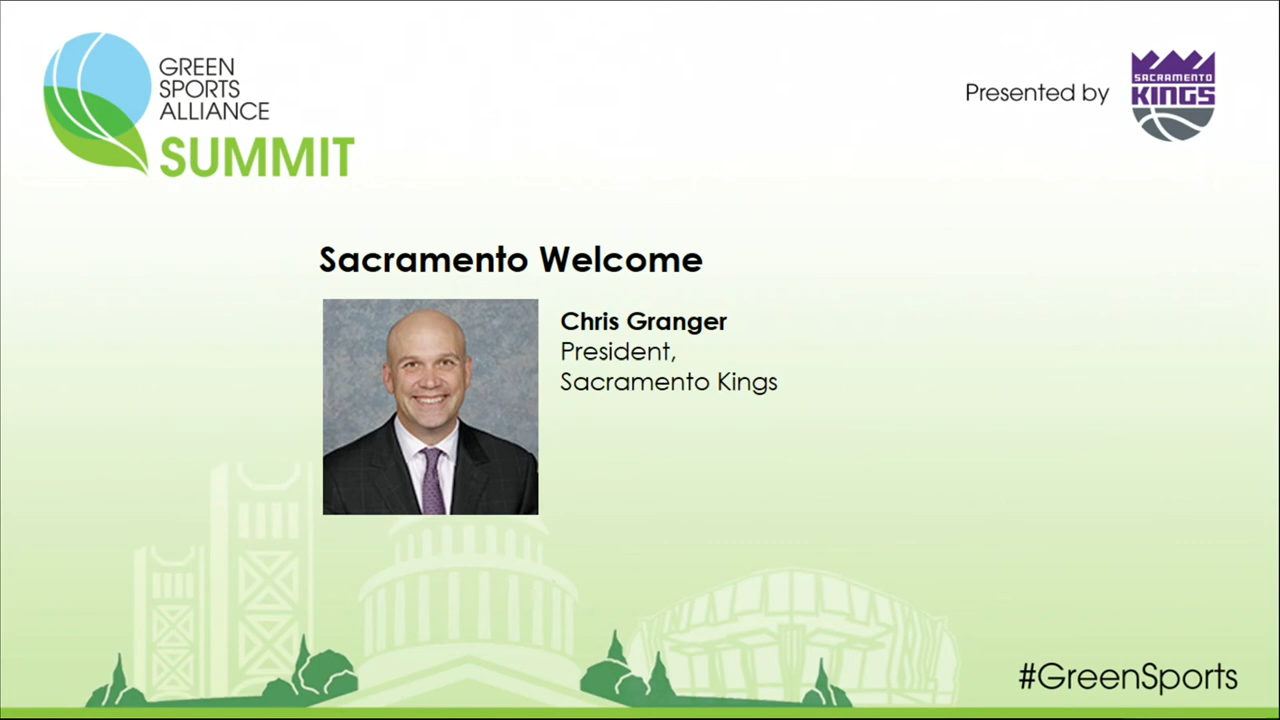 GREEN
SPORTS
ALLIANCE
SUMMIT
Presented by
SACRAMENTO
KINGS
Sacramento Welcome
Chris Granger
President,
Sacramento Kings
#GreenSports